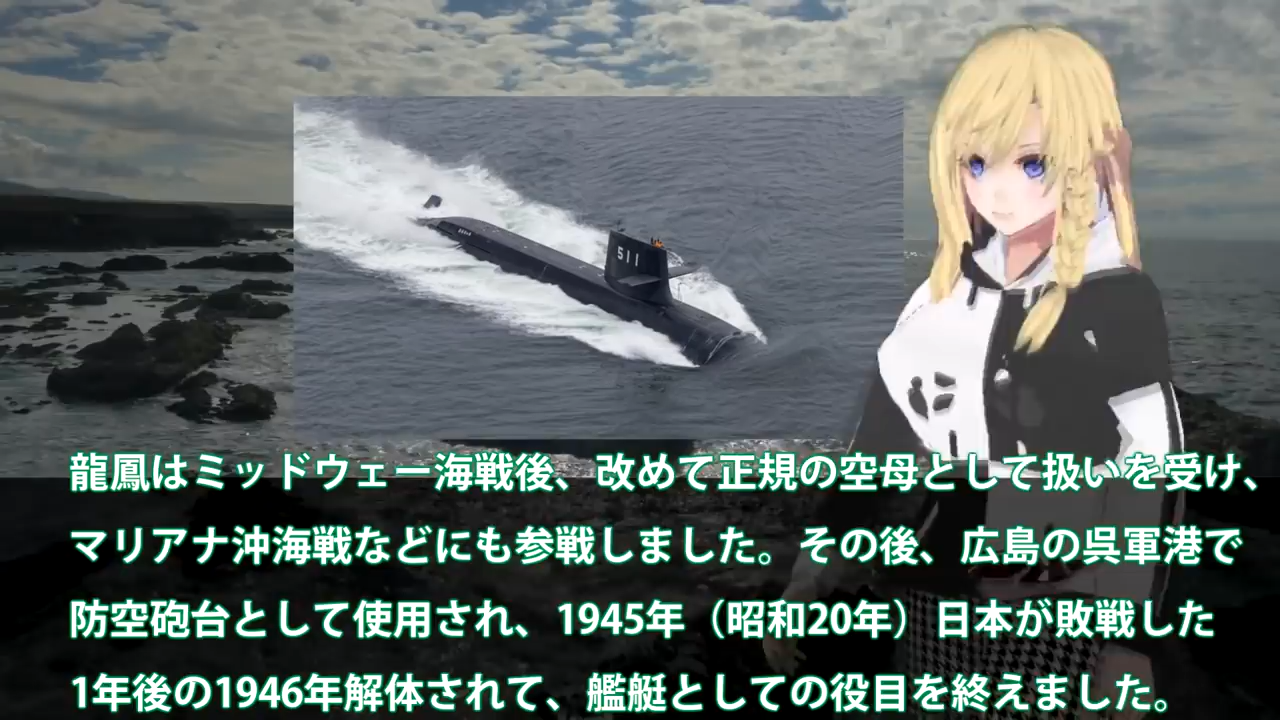 511
龍鳳はミッドウェー海戦後、改めて正規の空母として扱いを受け、
マリアナ沖海戦などにも参戦しました。その後、広島の呉軍港で
防空砲台として使用され、1945年（昭和20年）日本が敗戦した
1年後の1946年解体されて、艦艇としての役目を終えました。